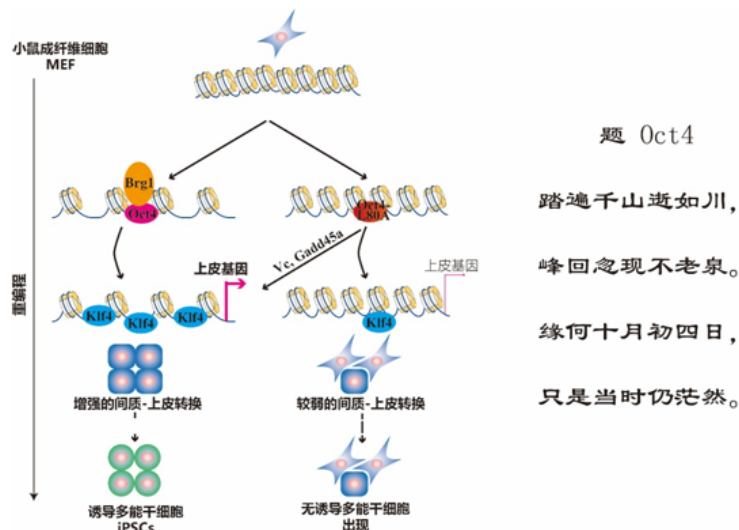 小鼠成纤维细胞
MEF
Brg1
Oct4
Oct4-
L80A
Vc, Gadd45a
上皮基因
上皮基因
重编程
Klf4
Klf4
Klf4
Klf4
增强的间质-上皮转换
较弱的间质-上皮转换
诱导多能干细胞
iPSCs
无诱导多能干细胞
出现
题 Oct4
踏遍千山逝如川，
峰回忽现不老泉。
缘何十月初四日，
只是当时仍茫然。